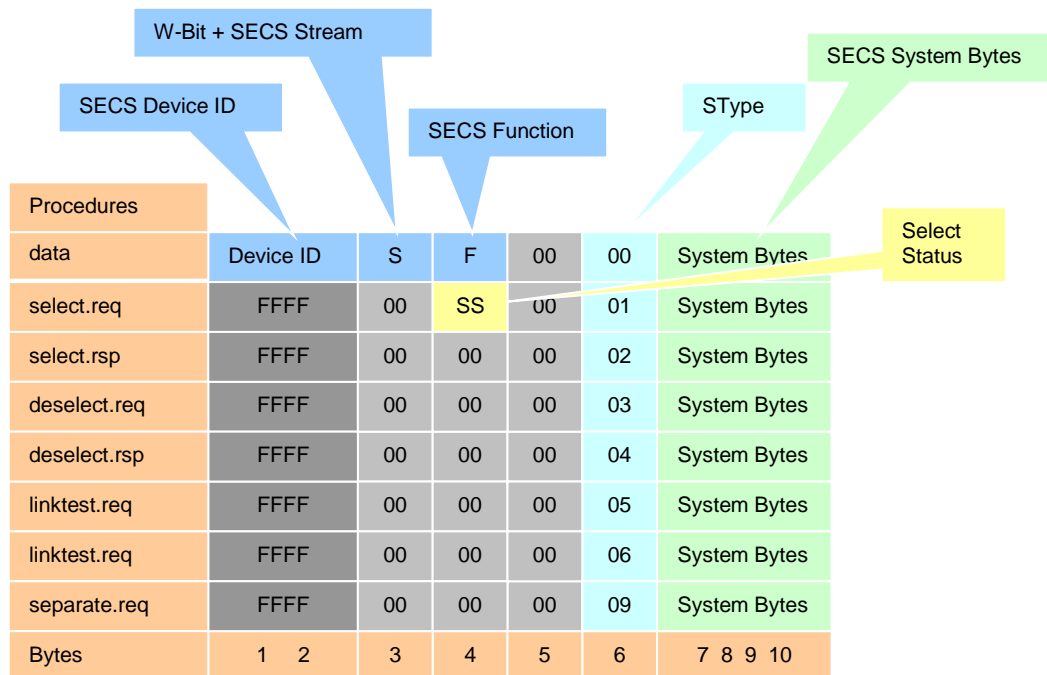 W-Bit + SECS Stream
SECS System Bytes
SECS Device ID
SType
SECS Function
Procedures
Select
Status
data Device ID S F 00 00 System Bytes
select.req FFFF 00 SS 00 01 System Bytes
select.rsp FFFF 00 00 00 02 System Bytes
deselect.req FFFF 00 00 00 03 System Bytes
deselect.rsp FFFF 00 00 00 04 System Bytes
linktest.req FFFF 00 00 00 05 System Bytes
linktest.req FFFF 00 00 00 06 System Bytes
separate.req FFFF 00 00 00 09 System Bytes
Bytes 1 2 3 4 5 6 7 8 9 10